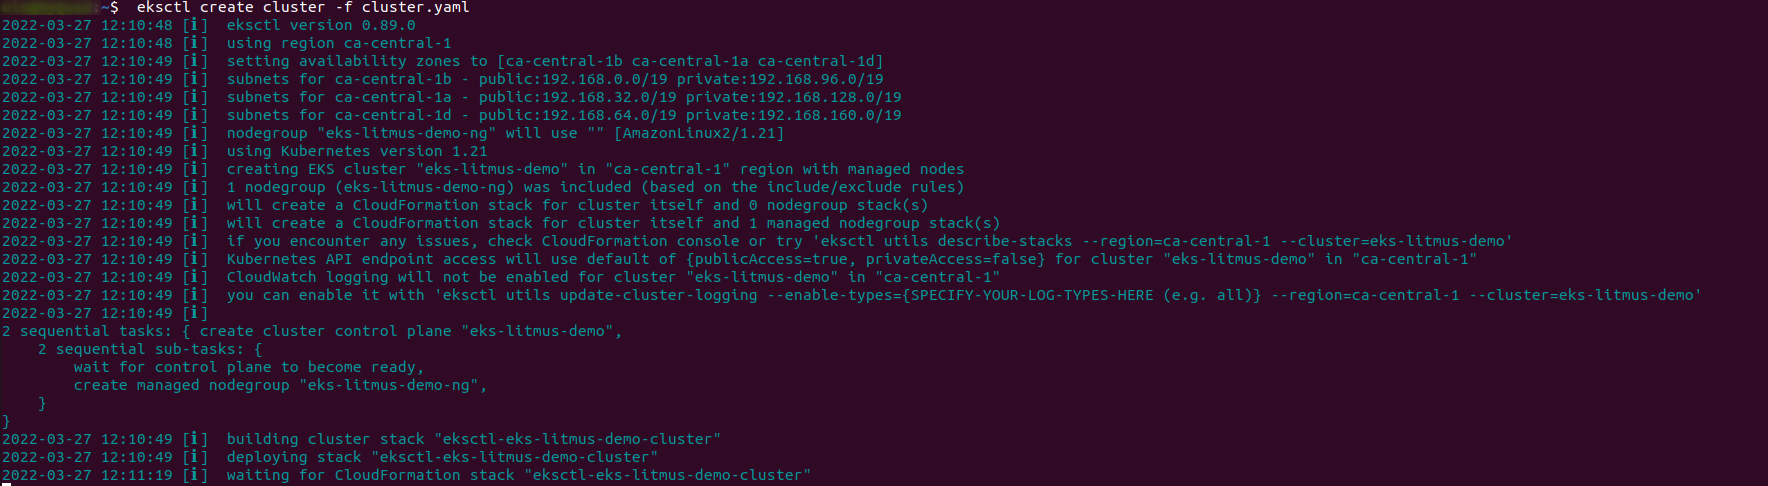 :~$ eksctl create cluster -f cluster.yaml
2022-03-27 12:10:48 [ℹ]  eksctl version 0.89.0
2022-03-27 12:10:48 [ℹ]  using region ca-central-1
2022-03-27 12:10:49 [ℹ]  setting availability zones to [ca-central-1b ca-central-1a ca-central-1d]
2022-03-27 12:10:49 [ℹ]  subnets for ca-central-1b - public:192.168.0.0/19 private:192.168.96.0/19
2022-03-27 12:10:49 [ℹ]  subnets for ca-central-1a - public:192.168.32.0/19 private:192.168.128.0/19
2022-03-27 12:10:49 [ℹ]  subnets for ca-central-1d - public:192.168.64.0/19 private:192.168.160.0/19
2022-03-27 12:10:49 [ℹ]  nodegroup "eks-litmus-demo-ng" will use "" [AmazonLinux2/1.21]
2022-03-27 12:10:49 [ℹ]  using Kubernetes version 1.21
2022-03-27 12:10:49 [ℹ]  creating EKS cluster "eks-litmus-demo" in "ca-central-1" region with managed nodes
2022-03-27 12:10:49 [ℹ]  1 nodegroup (eks-litmus-demo-ng) was included (based on the include/exclude rules)
2022-03-27 12:10:49 [ℹ]  will create a CloudFormation stack for cluster itself and 0 nodegroup stack(s)
2022-03-27 12:10:49 [ℹ]  will create a CloudFormation stack for cluster itself and 1 managed nodegroup stack(s)
2022-03-27 12:10:49 [ℹ]  if you encounter any issues, check CloudFormation console or try 'eksctl utils describe-stacks --region=ca-central-1 --cluster=eks-litmus-demo'
2022-03-27 12:10:49 [ℹ]  Kubernetes API endpoint access will use default of {publicAccess=true, privateAccess=false} for cluster "eks-litmus-demo" in "ca-central-1"
2022-03-27 12:10:49 [ℹ]  CloudWatch logging will not be enabled for cluster "eks-litmus-demo" in "ca-central-1"
2022-03-27 12:10:49 [ℹ]  you can enable it with 'eksctl utils update-cluster-logging --enable-types={SPECIFY-YOUR-LOG-TYPES-HERE (e.g. all)} --region=ca-central-1 --cluster=eks-litmus-demo'
2022-03-27 12:10:49 [ℹ]
2 sequential tasks: { create cluster control plane "eks-litmus-demo",
    2 sequential sub-tasks: {
        wait for control plane to become ready,
        create managed nodegroup "eks-litmus-demo-ng",
    }
}
2022-03-27 12:10:49 [ℹ]  building cluster stack "eksctl-eks-litmus-demo-cluster"
2022-03-27 12:10:49 [ℹ]  deploying stack "eksctl-eks-litmus-demo-cluster"
2022-03-27 12:11:19 [ℹ]  waiting for CloudFormation stack "eksctl-eks-litmus-demo-cluster"